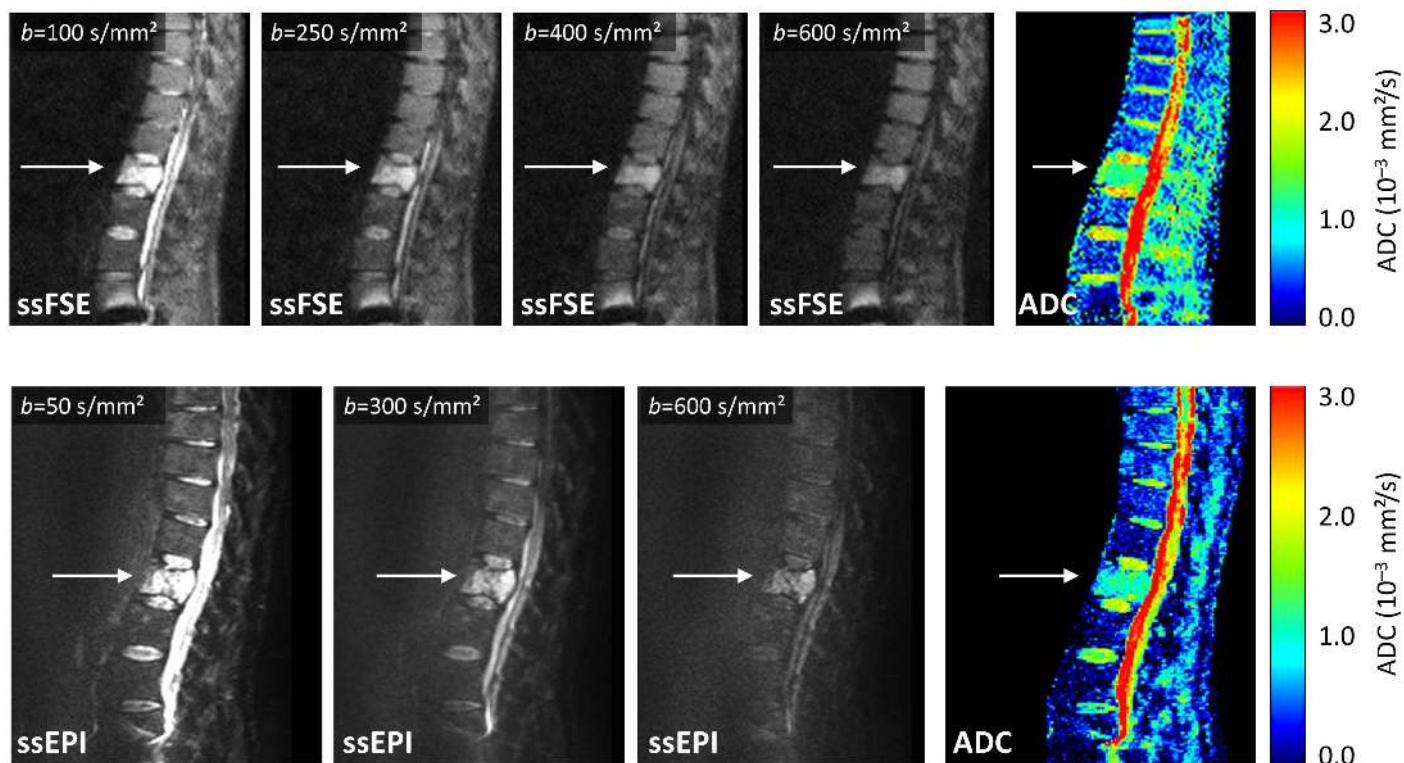 b=100 s/mm²
b=250 s/mm²
b=400 s/mm²
b=600 s/mm²
ssFSE
ssFSE
ssFSE
ssFSE
ADC
3.0
2.0
1.0
0.0
ADC (10⁻³ mm²/s)
b=50 s/mm²
b=300 s/mm²
b=600 s/mm²
ssEPI
ssEPI
ssEPI
ADC
3.0
2.0
1.0
0.0
ADC (10⁻³ mm²/s)